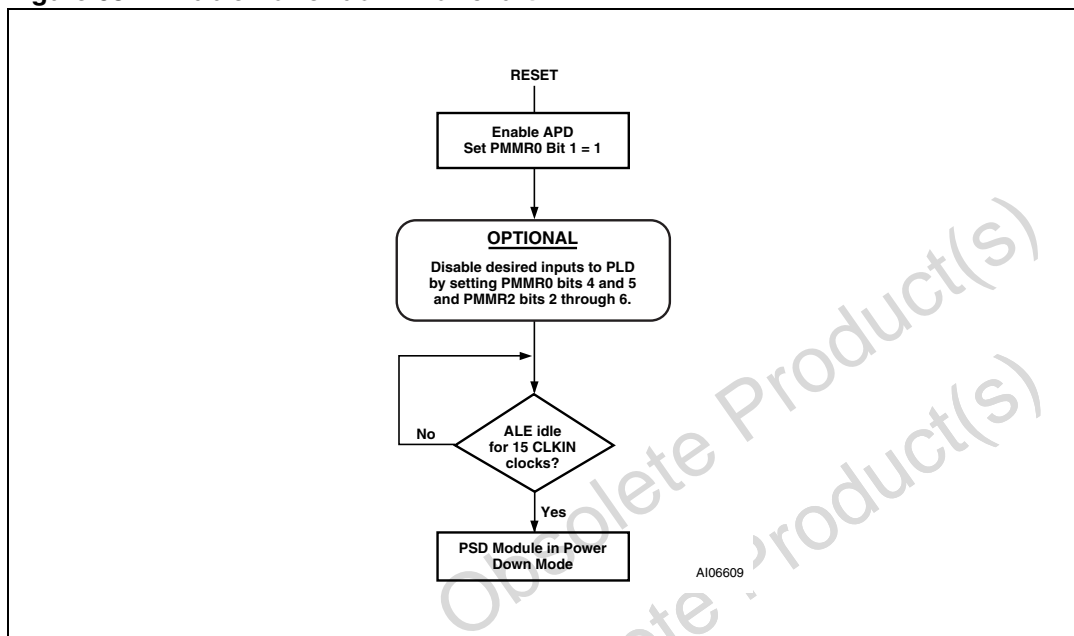 RESET
Enable APD
Set PMMR0 Bit 1 = 1
OPTIONAL
Disable desired inputs to PLD
by setting PMMR0 bits 4 and 5
and PMMR2 bits 2 through 6.
No
ALE idle
for 15 CLKIN
clocks?
Yes
PSD Module in Power
Down Mode
AI06609
Obsolete Product(s)
Obsolete Product(s)